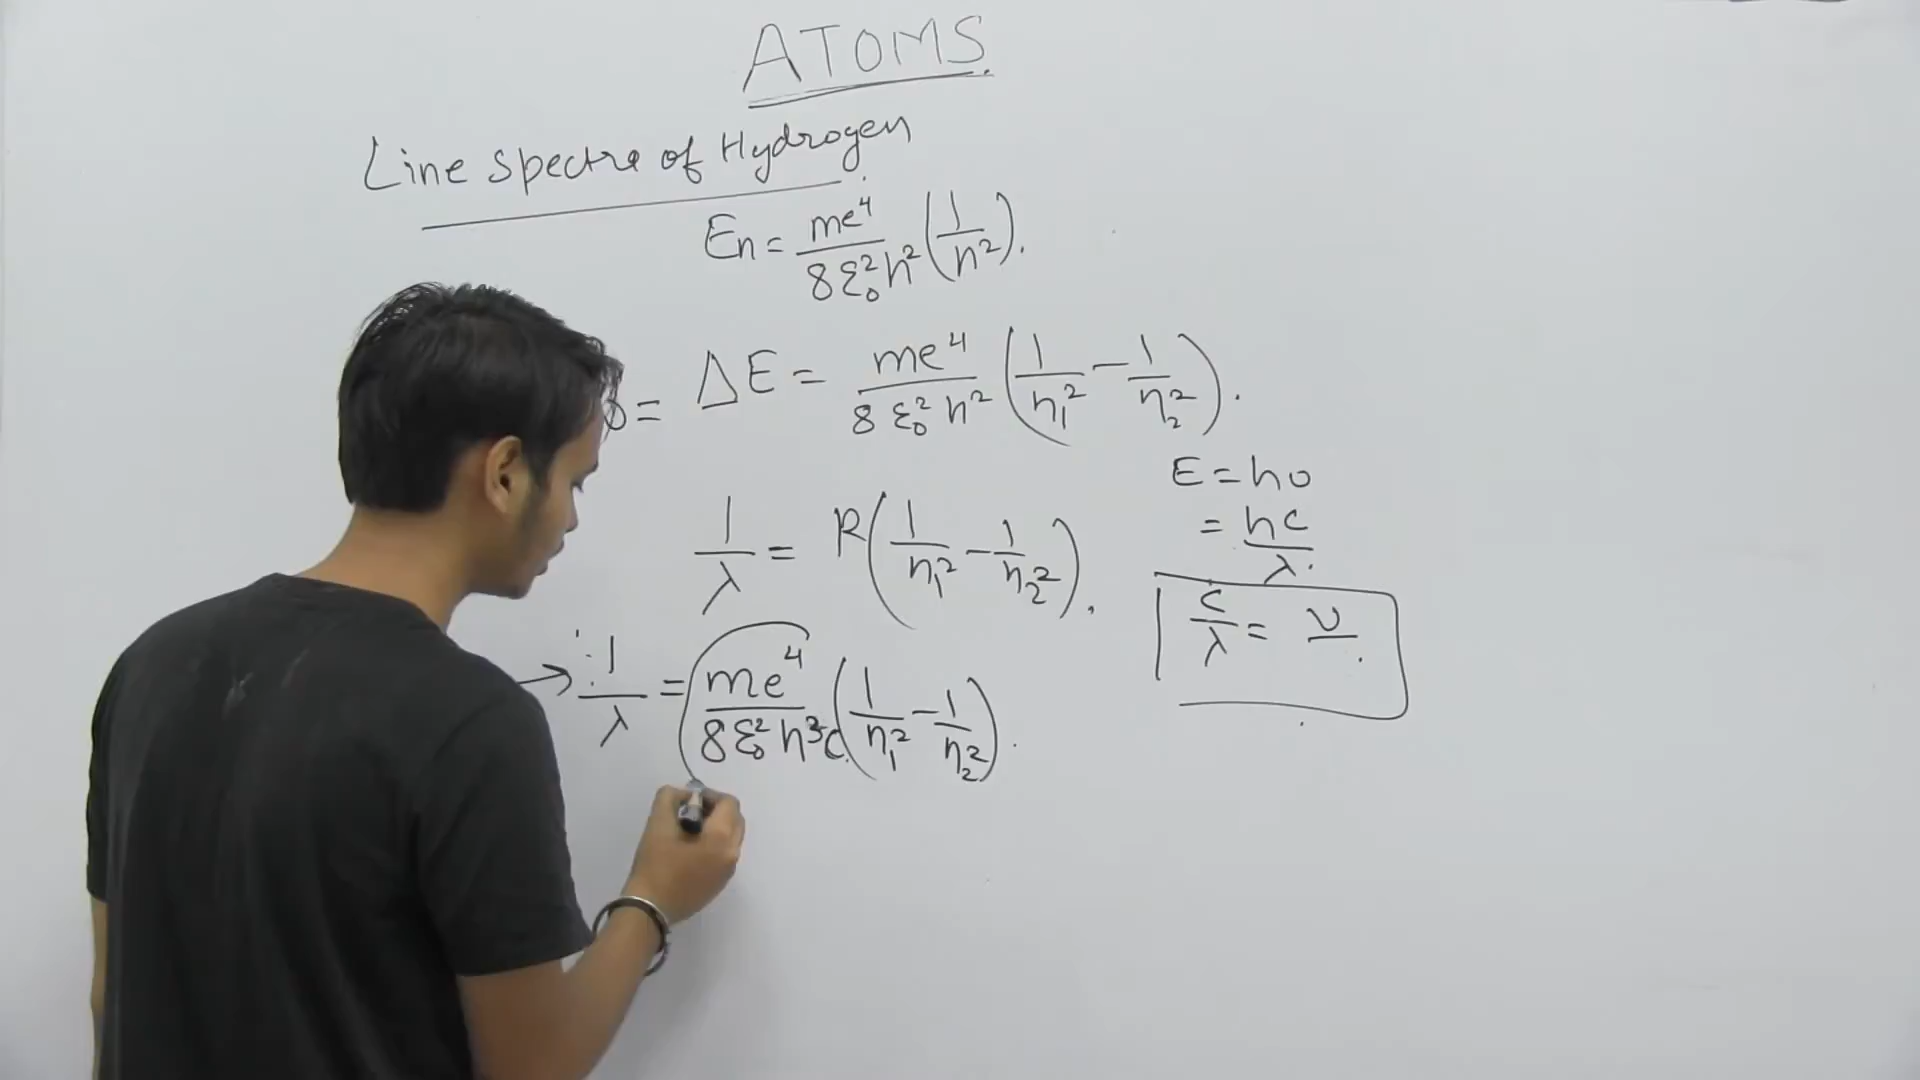 ATOMS.
Line Spectra of Hydrogen
En = me⁴/8ε₀²h² (1/n²).
υ = ΔE = me⁴/8ε₀²h² (1/n₁² − 1/n₂²).
E = hυ
= hc/λ.
1/λ = R(1/n₁² − 1/n₂²).
c/λ = υ
→ 1/λ = me⁴/8ε₀²h³c (1/n₁² − 1/n₂²).